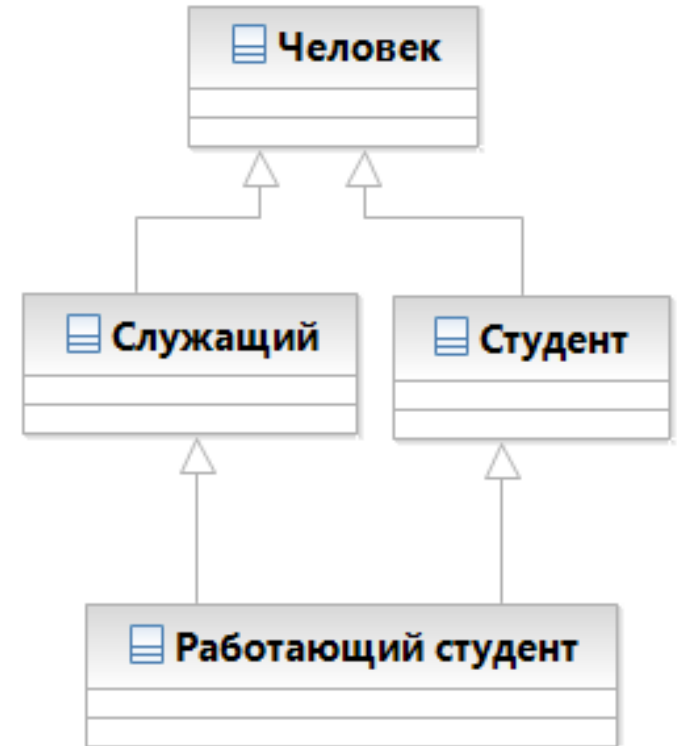 Человек
Служащий
Студент
Работающий студент